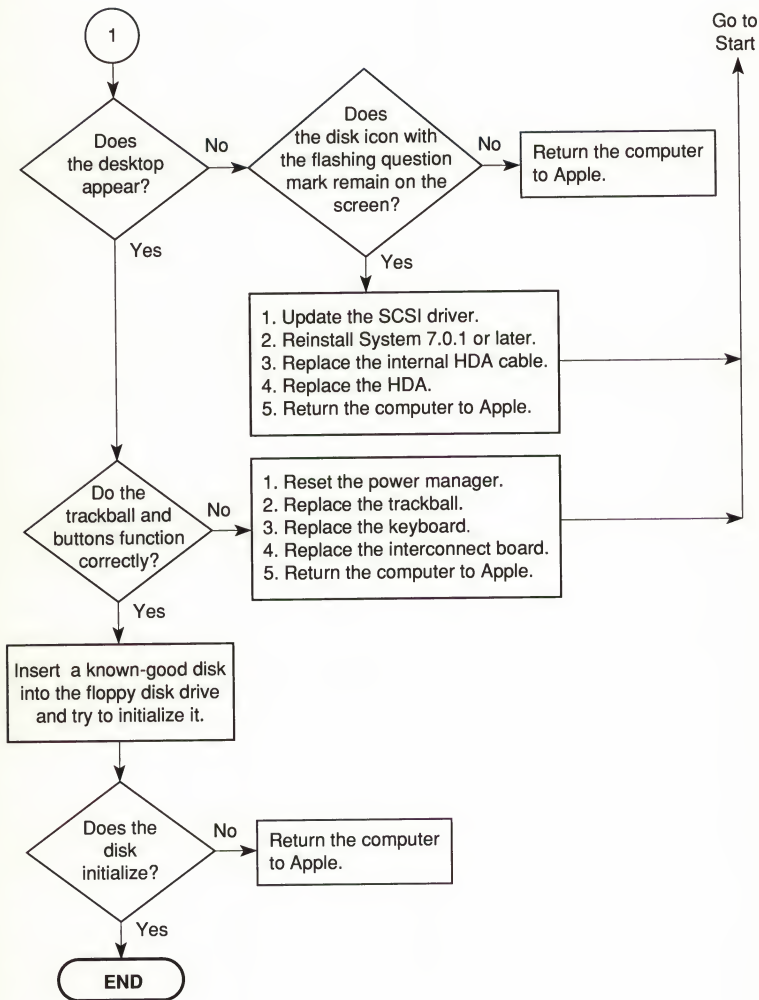 1
Go to
Start
Does
the desktop
appear?
No
Does
the disk icon with
the flashing question
mark remain on the
screen?
No
Return the computer
to Apple.
Yes
Yes
1. Update the SCSI driver.
2. Reinstall System 7.0.1 or later.
3. Replace the internal HDA cable.
4. Replace the HDA.
5. Return the computer to Apple.
Do the
trackball and
buttons function
correctly?
No
1. Reset the power manager.
2. Replace the trackball.
3. Replace the keyboard.
4. Replace the interconnect board.
5. Return the computer to Apple.
Yes
Insert a known-good disk
into the floppy disk drive
and try to initialize it.
Does the
disk
initialize?
No
Return the computer
to Apple.
Yes
END